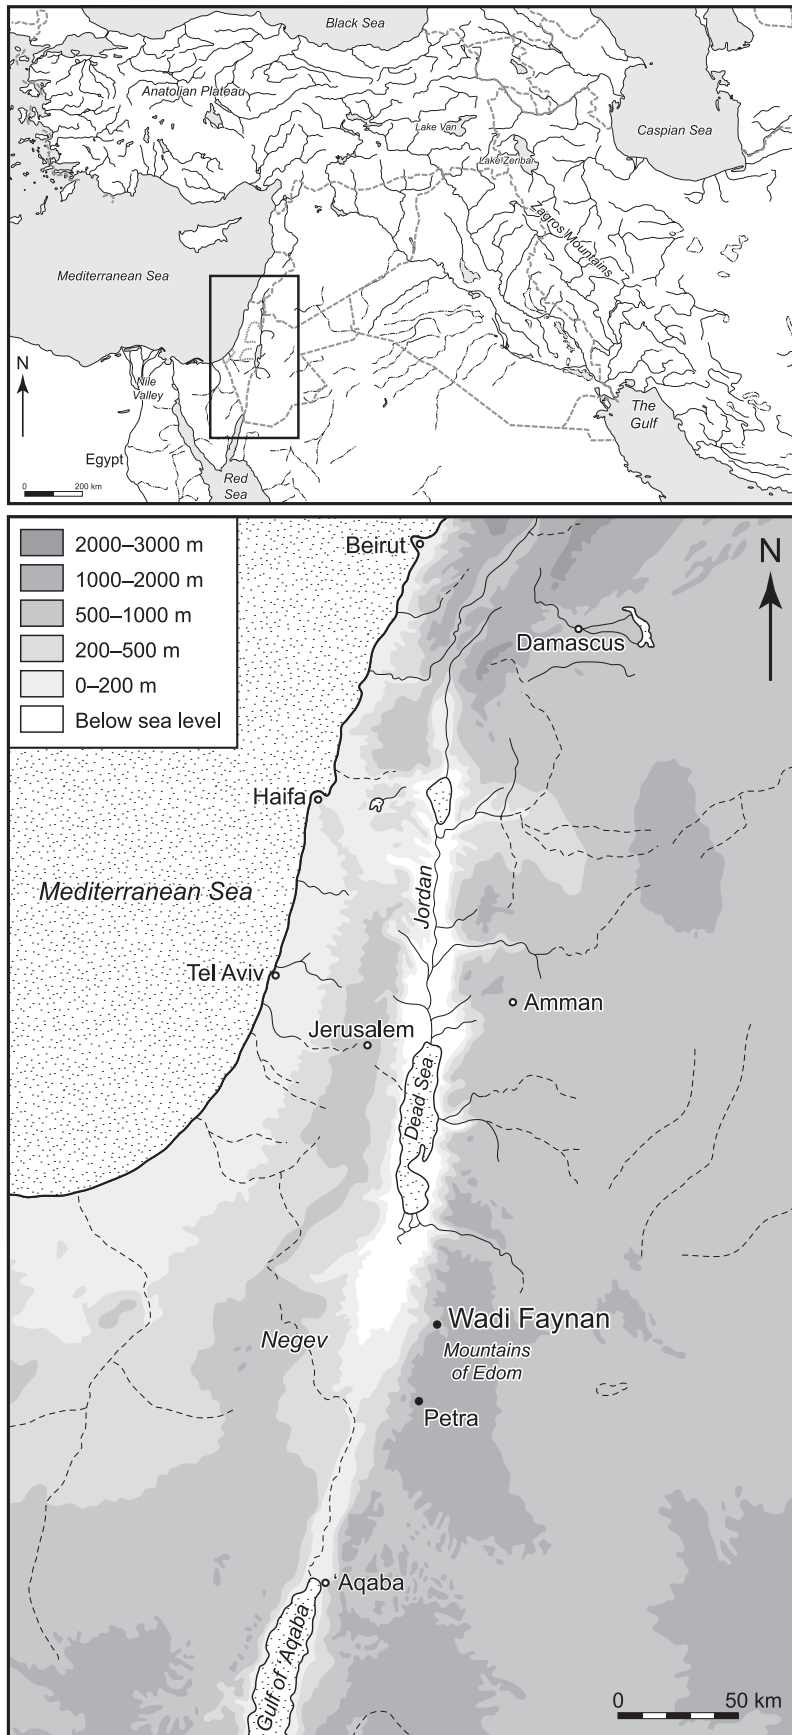 Black Sea
Anatolian Plateau
Lake Van
Caspian Sea
Lake Zeribar
Zagros Mountains
Mediterranean Sea
N
Nile
Valley
The
Gulf
Egypt
Red
Sea
0 200 km
2000–3000 m
1000–2000 m
500–1000 m
200–500 m
0–200 m
Below sea level
Beirut
N
Damascus
Haifa
Mediterranean Sea
Jordan
Tel Aviv
Amman
Jerusalem
Dead Sea
Wadi Faynan
Negev
Mountains
of Edom
Petra
‘Aqaba
Gulf of ‘Aqaba
0 50 km